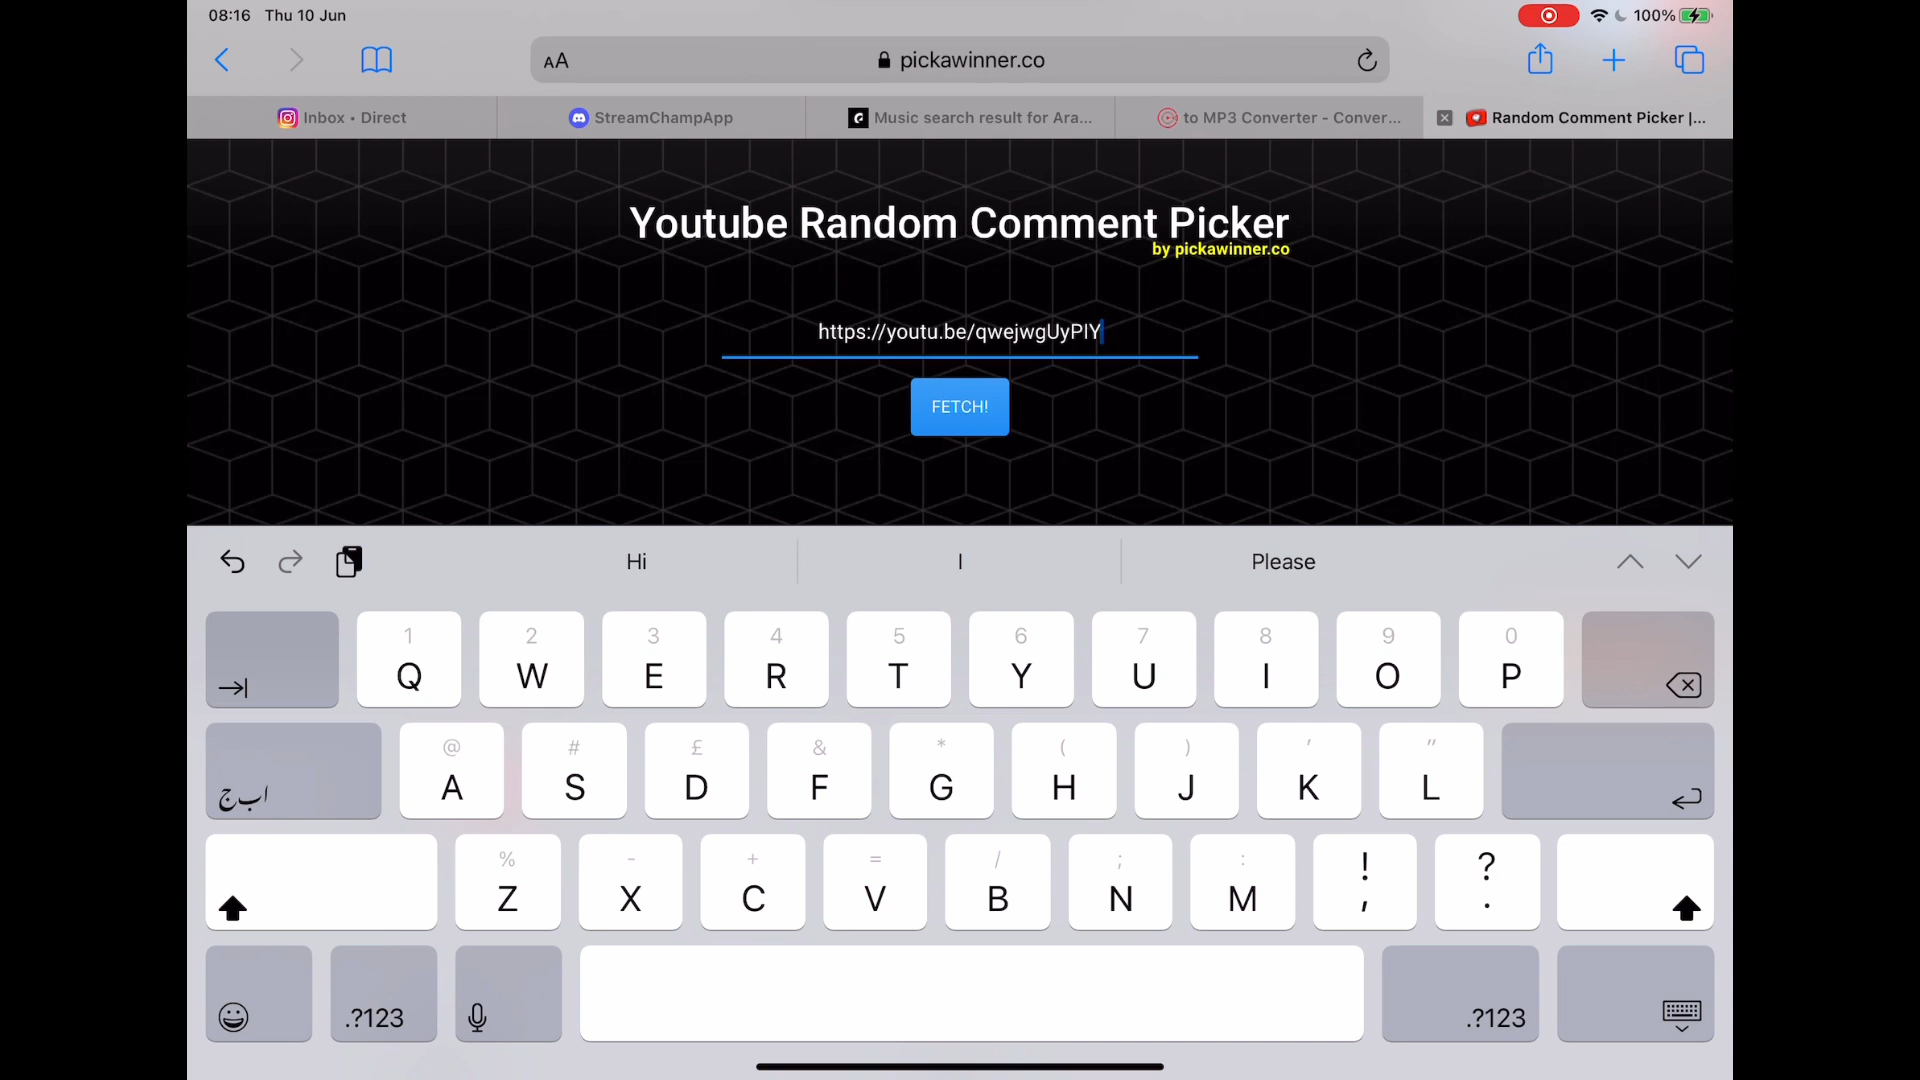 08:16 Thu 10 Jun
100%
AA
pickawinner.co
Inbox • Direct
StreamChampApp
Music search result for Ara...
to MP3 Converter - Conver...
Random Comment Picker |...
Youtube Random Comment Picker
by pickawinner.co
https://youtu.be/qwejwgUyPIY
FETCH!
Hi
I
Please
1 2 3 4 5 6 7 8 9 0
Q W E R T Y U I O P
@ # £ & * ( ) ' "
ا ب ج
A S D F G H J K L
% - + = / ; : ! ?
Z X C V B N M , .
.?123
.?123